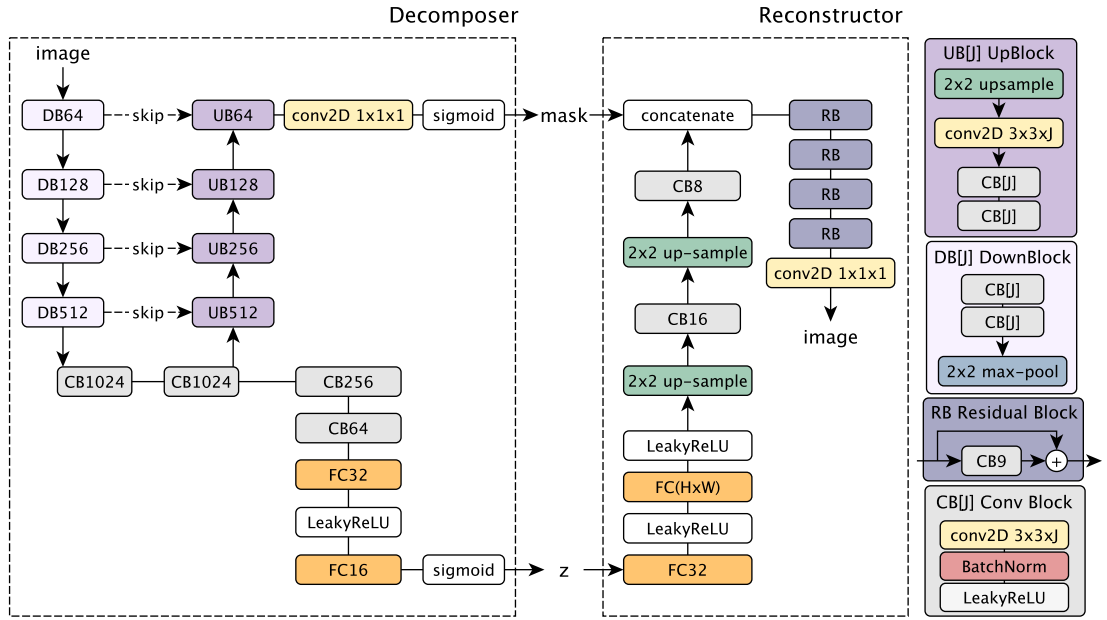 Decomposer
image
DB64
skip
UB64
conv2D 1x1x1
sigmoid
mask
DB128
skip
UB128
DB256
skip
UB256
DB512
skip
UB512
CB1024
CB1024
CB256
CB64
FC32
LeakyReLU
FC16
sigmoid
z
Reconstructor
concatenate
RB
CB8
RB
RB
2x2 up-sample
RB
conv2D 1x1x1
CB16
image
2x2 up-sample
LeakyReLU
FC(HxW)
LeakyReLU
FC32
UB[J] UpBlock
2x2 upsample
conv2D 3x3xJ
CB[J]
CB[J]
DB[J] DownBlock
CB[J]
CB[J]
2x2 max-pool
RB Residual Block
CB9
+
CB[J] Conv Block
conv2D 3x3xJ
BatchNorm
LeakyReLU